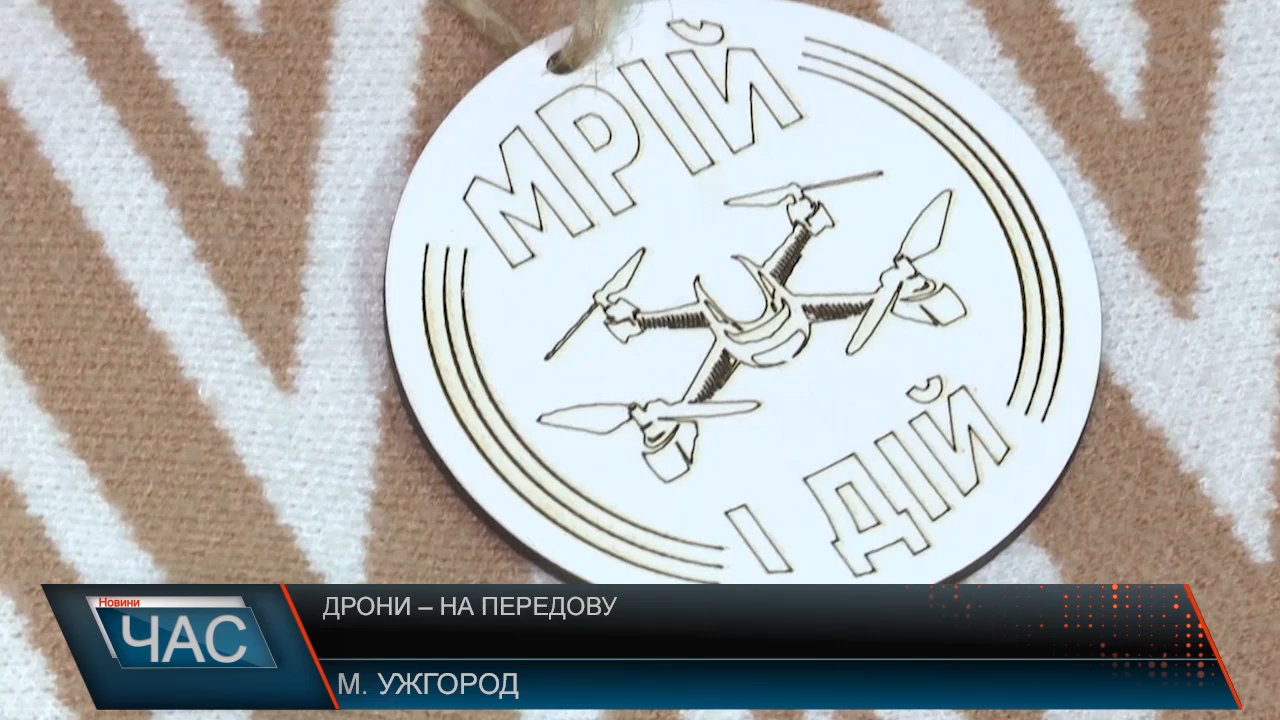 МРІЙ
І ДІЙ
Новини
ЧАС
ДРОНИ – НА ПЕРЕДОВУ
М. УЖГОРОД